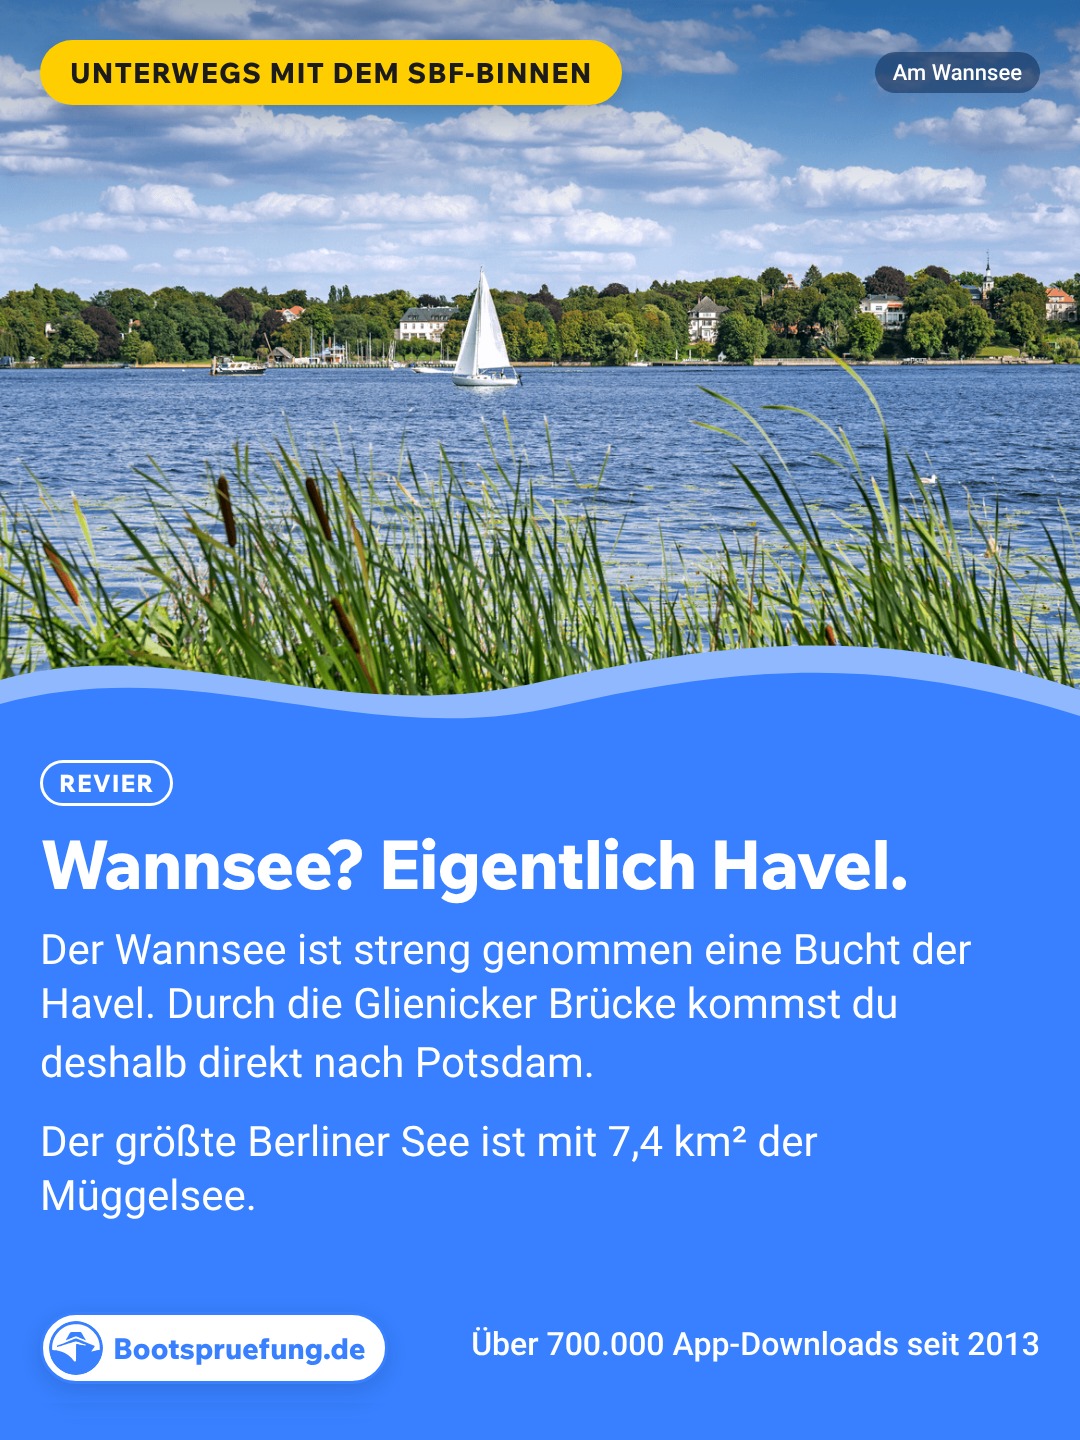 UNTERWEGS MIT DEM SBF-BINNEN
Am Wannsee
REVIER
Wannsee? Eigentlich Havel.
Der Wannsee ist streng genommen eine Bucht der
Havel. Durch die Glienicker Brücke kommst du
deshalb direkt nach Potsdam.
Der größte Berliner See ist mit 7,4 km² der
Müggelsee.
Bootspruefung.de
Über 700.000 App-Downloads seit 2013